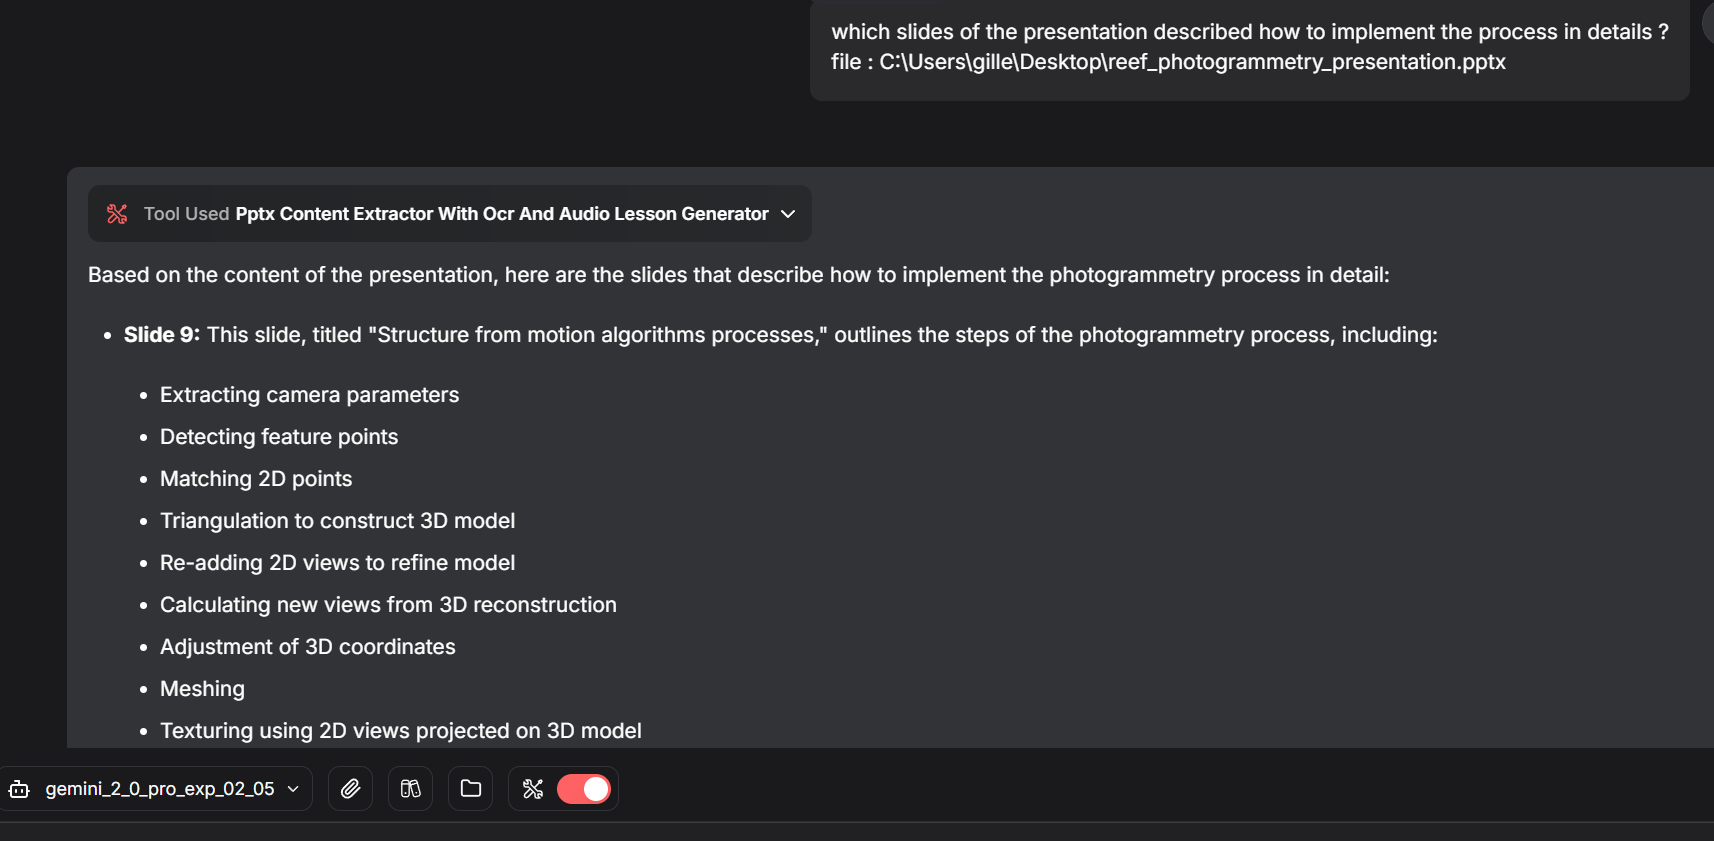 which slides of the presentation described how to implement the process in details ?
file : C:\Users\gille\Desktop\reef_photogrammetry_presentation.pptx
Tool Used Pptx Content Extractor With Ocr And Audio Lesson Generator
Based on the content of the presentation, here are the slides that describe how to implement the photogrammetry process in detail:
• Slide 9: This slide, titled "Structure from motion algorithms processes," outlines the steps of the photogrammetry process, including:
• Extracting camera parameters
• Detecting feature points
• Matching 2D points
• Triangulation to construct 3D model
• Re-adding 2D views to refine model
• Calculating new views from 3D reconstruction
• Adjustment of 3D coordinates
• Meshing
• Texturing using 2D views projected on 3D model
gemini_2_0_pro_exp_02_05